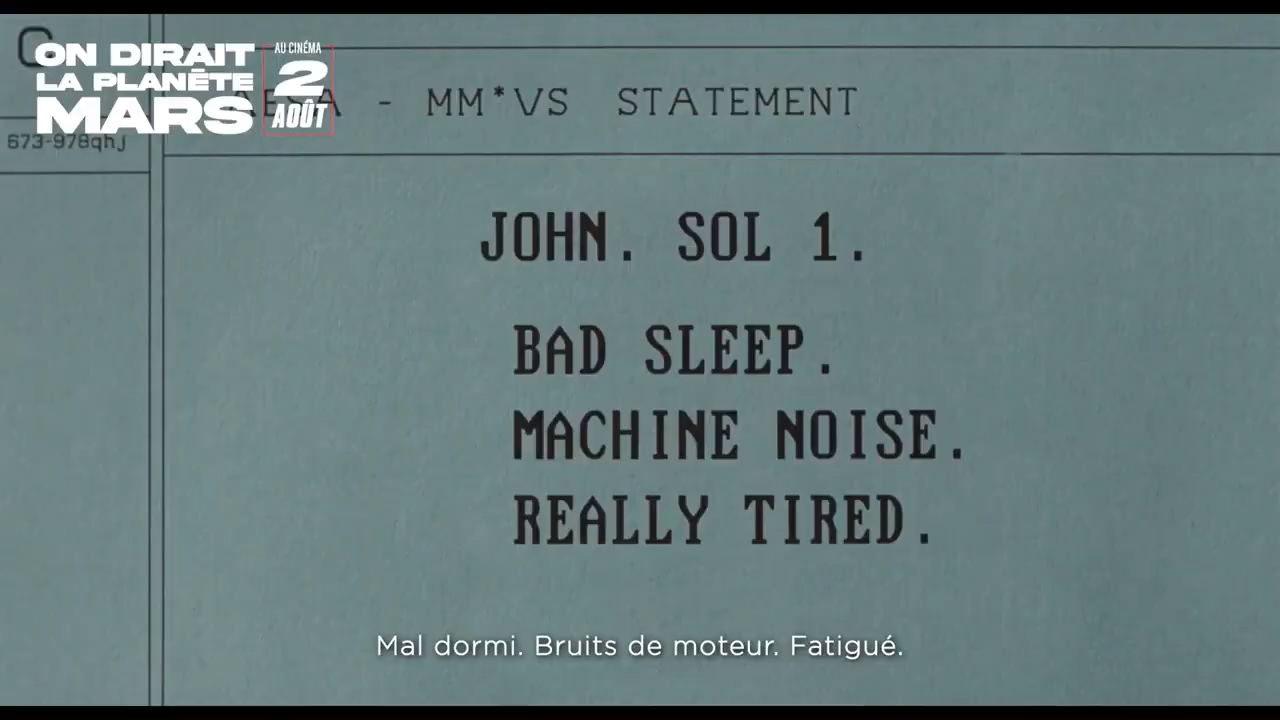 ON DIRAIT
LA PLANÈTE
MARS
AU CINÉMA
2
AOÛT
C
- MM*VS STATEMENT
673-978qhj
JOHN. SOL 1.
BAD SLEEP.
MACHINE NOISE.
REALLY TIRED.
Mal dormi. Bruits de moteur. Fatigué.